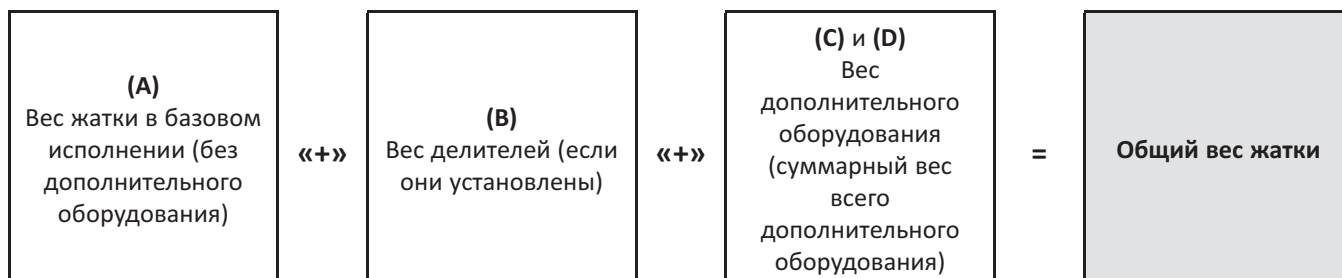 (A)
Вес жатки в базовом
исполнении (без
дополнительного
оборудования)
«+»
(B)
Вес делителей (если
они установлены)
«+»
(C) и (D)
Вес
дополнительного
оборудования
(суммарный вес
всего
дополнительного
оборудования)
=
Общий вес жатки